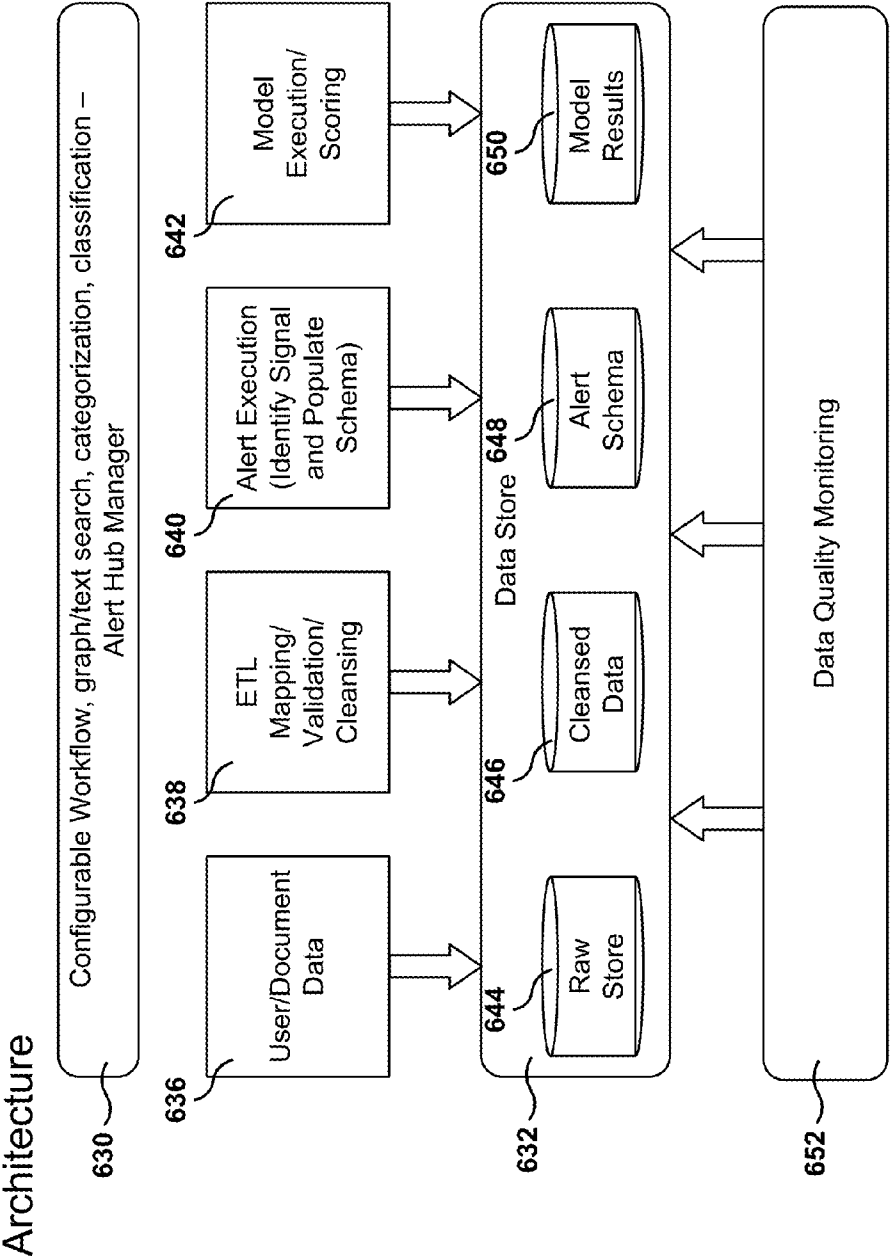 Architecture
630
Configurable Workflow, graph/text search, categorization, classification –
Alert Hub Manager
636
User/Document
Data
638
ETL
Mapping/
Validation/
Cleansing
640
Alert Execution
(Identify Signal
and Populate
Schema)
642
Model
Execution/
Scoring
632
Data Store
644
Raw
Store
646
Cleansed
Data
648
Alert
Schema
650
Model
Results
652
Data Quality Monitoring